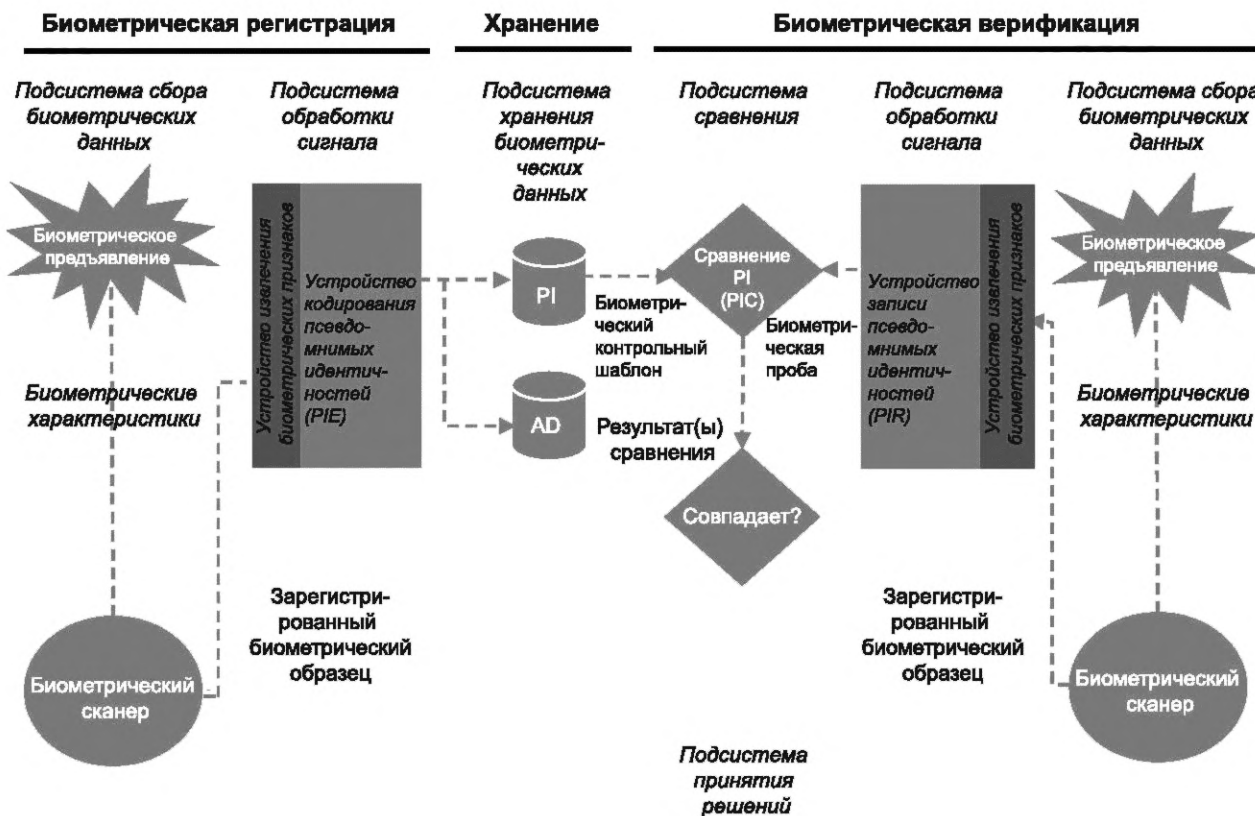 Биометрическая регистрация
Хранение
Биометрическая верификация
Подсистема сбора
биометрических
данных
Подсистема
обработки
сигнала
Подсистема
хранения
биометри-
ческих
данных
Подсистема
сравнения
Подсистема
обработки
сигнала
Подсистема сбора
биометрических
данных
Биометрическое
предъявление
Биометрические
характеристики
Биометрический
сканер
Устройство извлечения
биометрических признаков
Устройство
кодирования
псевдо-
мнимых
идентич-
ностей
(PIE)
Зарегистри-
рованный
биометрический
образец
PI
AD
Биометри-
ческий
контрольный
шаблон
Результат(ы)
сравнения
Сравнение
PI
(PIC)
Биометри-
ческая
проба
Совпадает?
Подсистема
принятия
решений
Устройство
записи
псевдо-
мнимых
идентич-
ностей
(PIR)
Устройство извлечения
биометрических признаков
Зарегистри-
рованный
биометрический
образец
Биометрическое
предъявление
Биометрические
характеристики
Биометрический
сканер